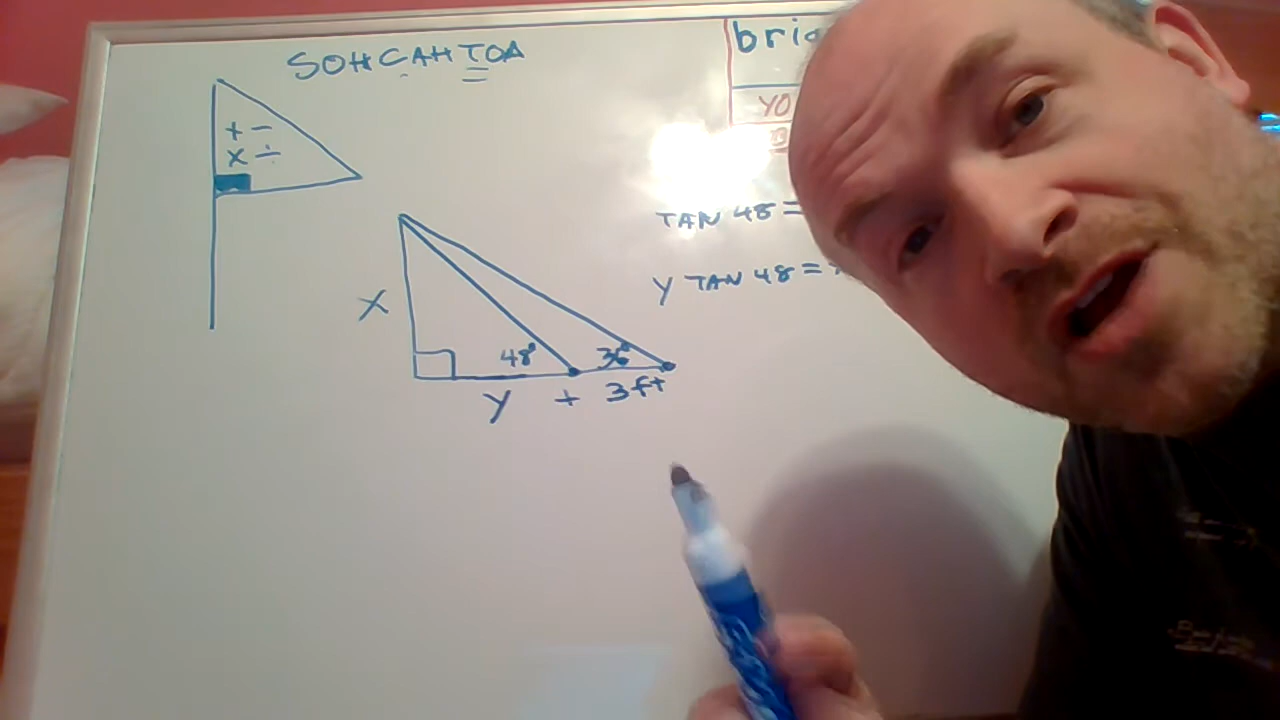 SOHCAHTOA
+ -
x ÷
bri
YO
B
TAN 48 =
Y TAN 48 =
X
48°
36°
Y + 3ft